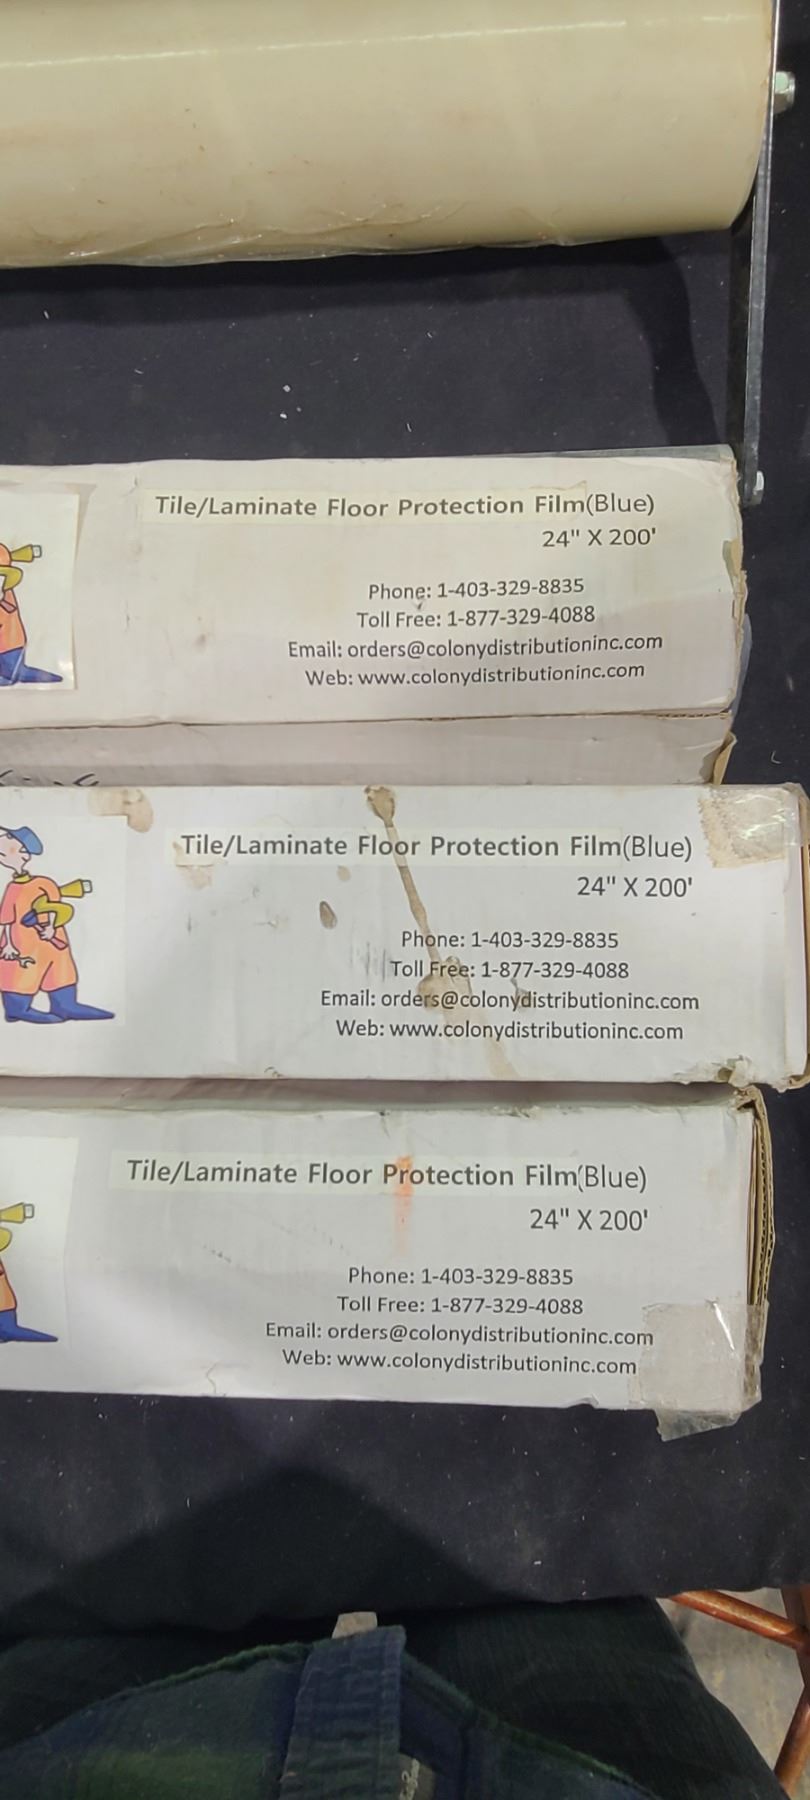 Tile/Laminate Floor Protection Film(Blue)
24" X 200'
Phone: 1-403-329-8835
Toll Free: 1-877-329-4088
Email: orders@colonydistributioninc.com
Web: www.colonydistributioninc.com
Tile/Laminate Floor Protection Film(Blue)
24" X 200'
Phone: 1-403-329-8835
Toll Free: 1-877-329-4088
Email: orders@colonydistributioninc.com
Web: www.colonydistributioninc.com
Tile/Laminate Floor Protection Film(Blue)
24" X 200'
Phone: 1-403-329-8835
Toll Free: 1-877-329-4088
Email: orders@colonydistributioninc.com
Web: www.colonydistributioninc.com